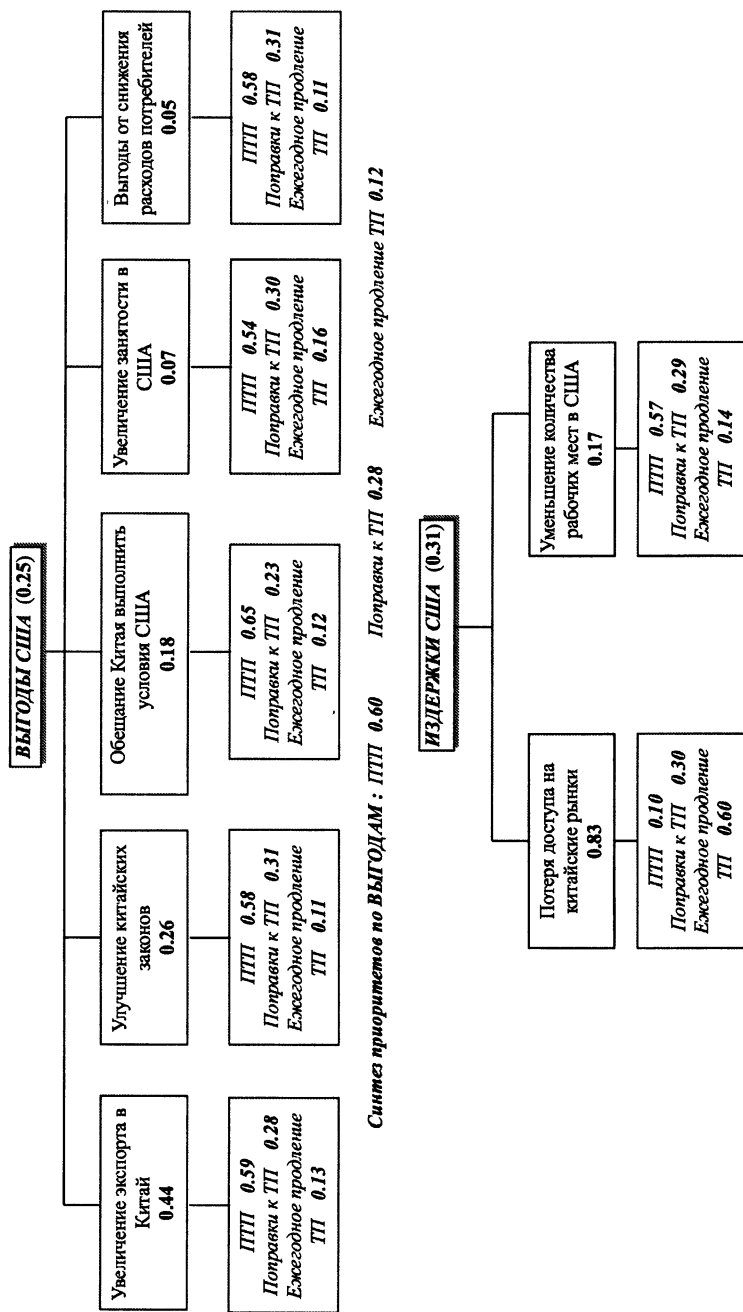 ВЫГОДЫ США (0.25)
Увеличение экспорта в
Китай
0.44
Улучшение китайских
законов
0.26
Обещание Китая выполнить
условия США
0.18
Увеличение занятости в
США
0.07
Выгоды от снижения
расходов потребителей
0.05
ПТП 0.59
Поправки к ТП 0.28
Ежегодное продление
ТП 0.13
ПТП 0.58
Поправки к ТП 0.31
Ежегодное продление
ТП 0.11
ПТП 0.65
Поправки к ТП 0.23
Ежегодное продление
ТП 0.12
ПТП 0.54
Поправки к ТП 0.30
Ежегодное продление
ТП 0.16
ПТП 0.58
Поправки к ТП 0.31
Ежегодное продление
ТП 0.11
Синтез приоритетов по ВЫГОДАМ : ПТП 0.60 Поправки к ТП 0.28 Ежегодное продление ТП 0.12
ИЗДЕРЖКИ США (0.31)
Потеря доступа на
китайские рынки
0.83
Уменьшение количества
рабочих мест в США
0.17
ПТП 0.10
Поправки к ТП 0.30
Ежегодное продление
ТП 0.60
ПТП 0.57
Поправки к ТП 0.29
Ежегодное продление
ТП 0.14